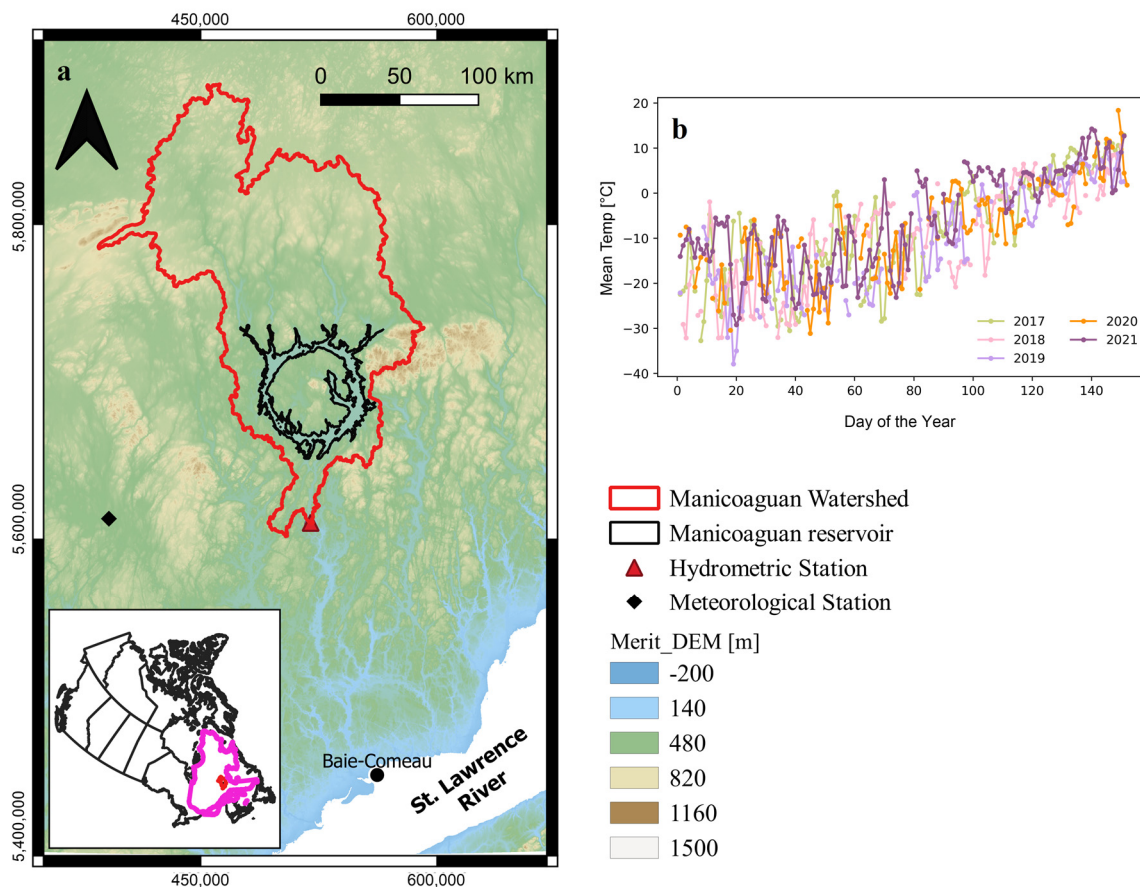 450,000
600,000
a
0
50
100 km
5,800,000
5,600,000
5,400,000
Baie-Comeau
St. Lawrence
River
450,000
600,000
b
20
10
0
−10
−20
−30
−40
Mean Temp [°C]
0
20
40
60
80
100
120
140
Day of the Year
2017
2018
2019
2020
2021
Manicoaguan Watershed
Manicoaguan reservoir
Hydrometric Station
Meteorological Station
Merit_DEM [m]
-200
140
480
820
1160
1500